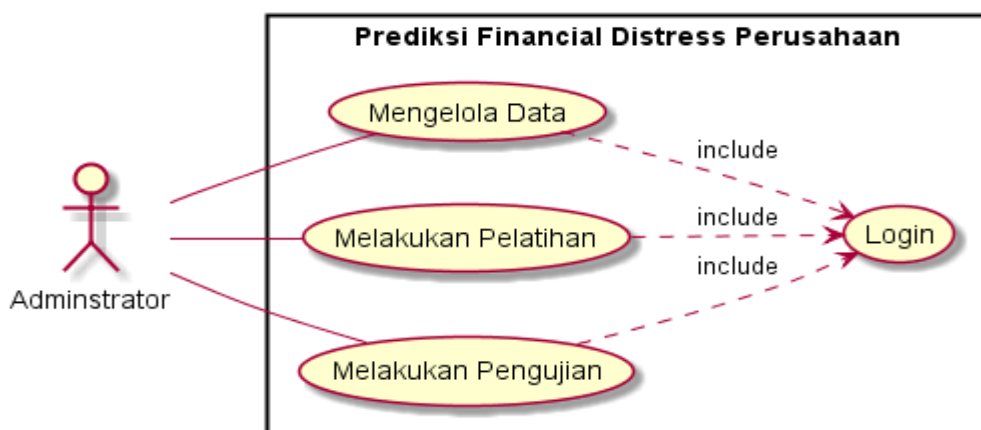 Prediksi Financial Distress Perusahaan
Mengelola Data
include
Melakukan Pelatihan
include
Login
include
Adminstrator
Melakukan Pengujian